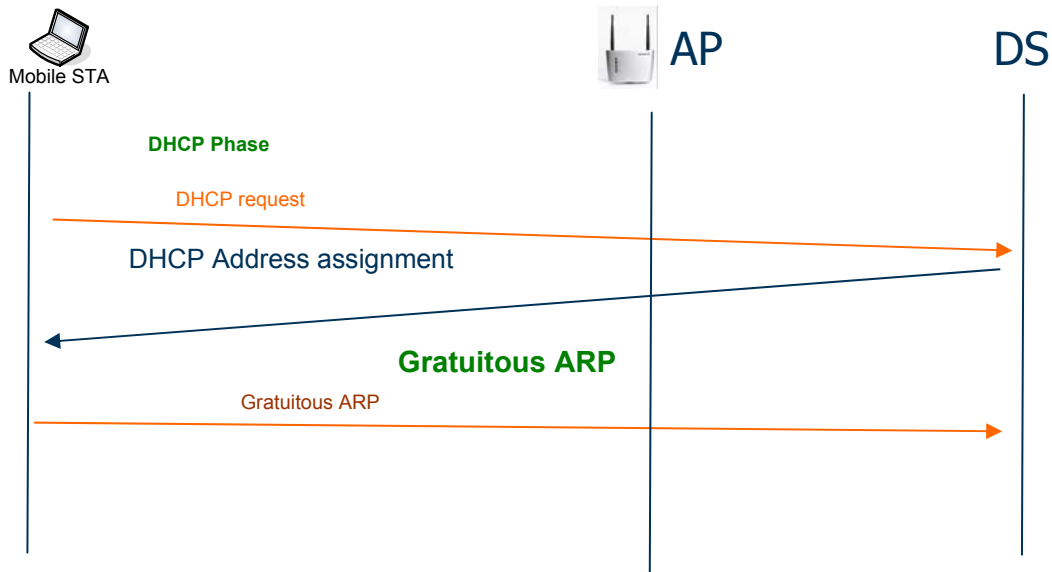 Mobile STA
AP
DS
DHCP Phase
DHCP request
DHCP Address assignment
Gratuitous ARP
Gratuitous ARP